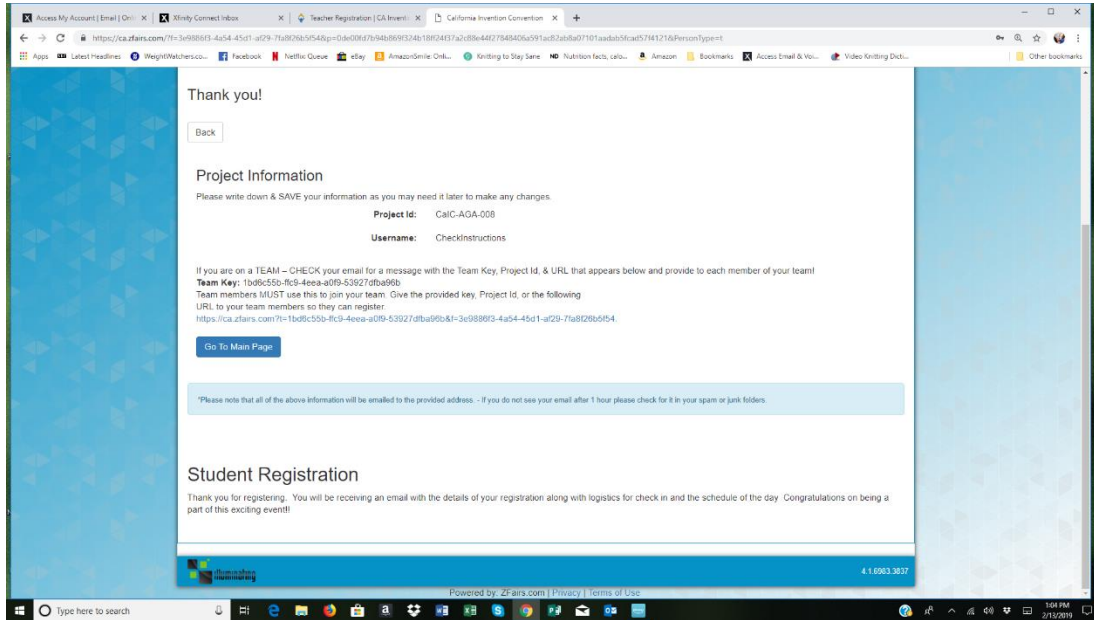 Access My Account | Email | Onli
Xfinity Connect Inbox
Teacher Registration | CA Inventi
California Invention Convention
https://ca.zfairs.com/?f=3e9886f3-4a54-45d1-af29-7fa8f26b5f54&p=
&PersonType=t
Apps
Latest Headlines
WeightWatchers.co...
Facebook
Netflix Queue
eBay
AmazonSmile: Onli...
Knitting to Stay Sane
ND Nutrition facts, calo...
Amazon
Bookmarks
Access Email & Voi...
Video Knitting Dicti...
Other bookmarks
Thank you!
Back
Project Information
Please write down & SAVE your information as you may need it later to make any changes.
Project Id: CaIC-AGA-008
Username: CheckInstructions
If you are on a TEAM – CHECK your email for a message with the Team Key, Project Id, & URL that appears below and provide to each member of your team!
Team Key: 1bd6c55b-ffc9-4eea-a0f9-53927dfba96b
Team members MUST use this to join your team. Give the provided key, Project Id, or the following
URL to your team members so they can register.
https://ca.zfairs.com?t=1bd6c55b-ffc9-4eea-a0f9-53927dfba96b&f=3e9886f3-4a54-45d1-af29-7fa8f26b5f54.
Go To Main Page
*Please note that all of the above information will be emailed to the provided address. - If you do not see your email after 1 hour please check for it in your spam or junk folders.
Student Registration
Thank you for registering. You will be receiving an email with the details of your registration along with logistics for check in and the schedule of the day. Congratulations on being a
part of this exciting event!!
illuminating
4.1.6983.3837
Powered by: ZFairs.com | Privacy | Terms of Use
Type here to search
1:04 PM
2/13/2019